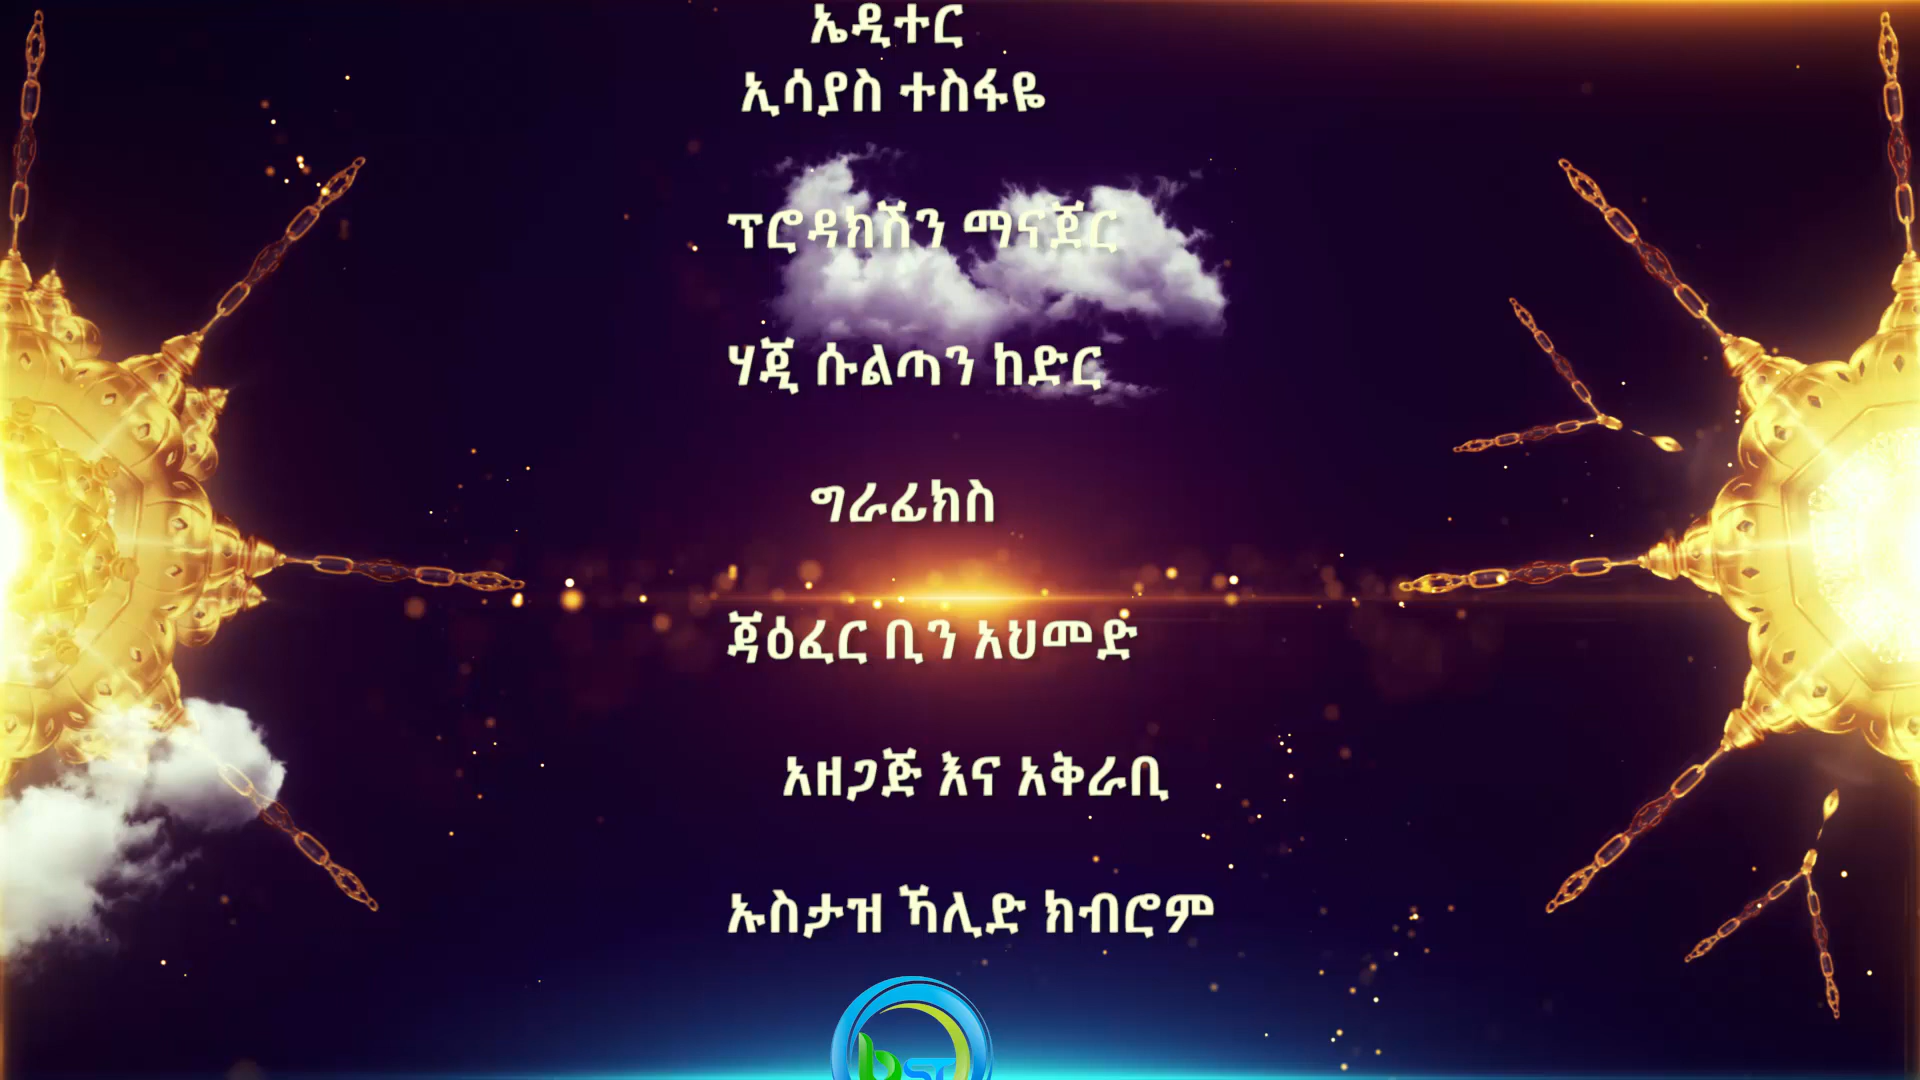 ኤዲተር
ኢሳያስ ተስፋዬ
ፕሮዳክሽን ማናጀር
ሃጂ ሱልጣን ከድር
ግራፊክስ
ጃዕፈር ቢን አህመድ
አዘጋጅ እና አቅራቢ
ኡስታዝ ኻሊድ ክብሮም